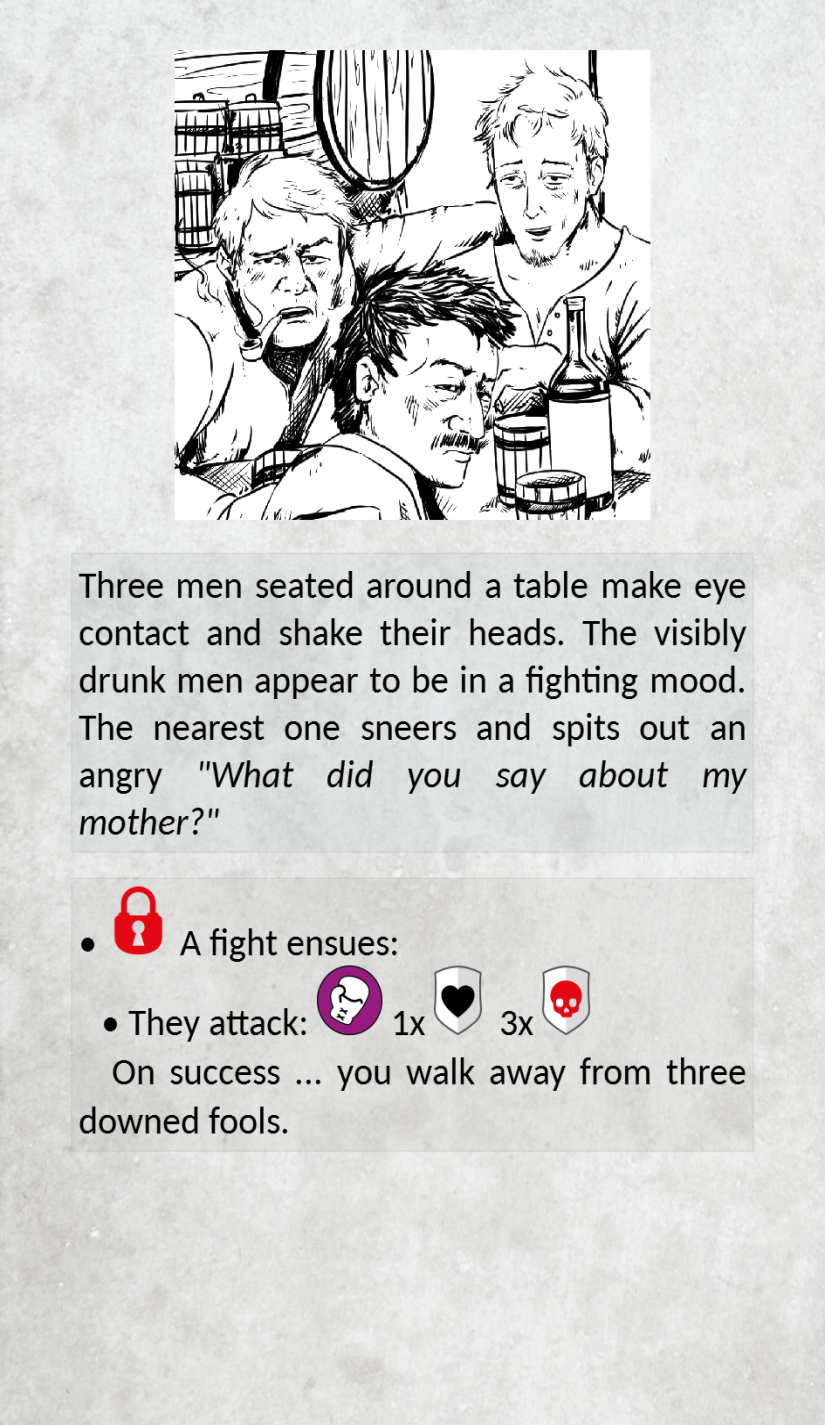 Three men seated around a table make eye
contact and shake their heads. The visibly
drunk men appear to be in a fighting mood.
The nearest one sneers and spits out an
angry "What did you say about my
mother?"
• A fight ensues:
• They attack: 1x 3x
On success ... you walk away from three
downed fools.